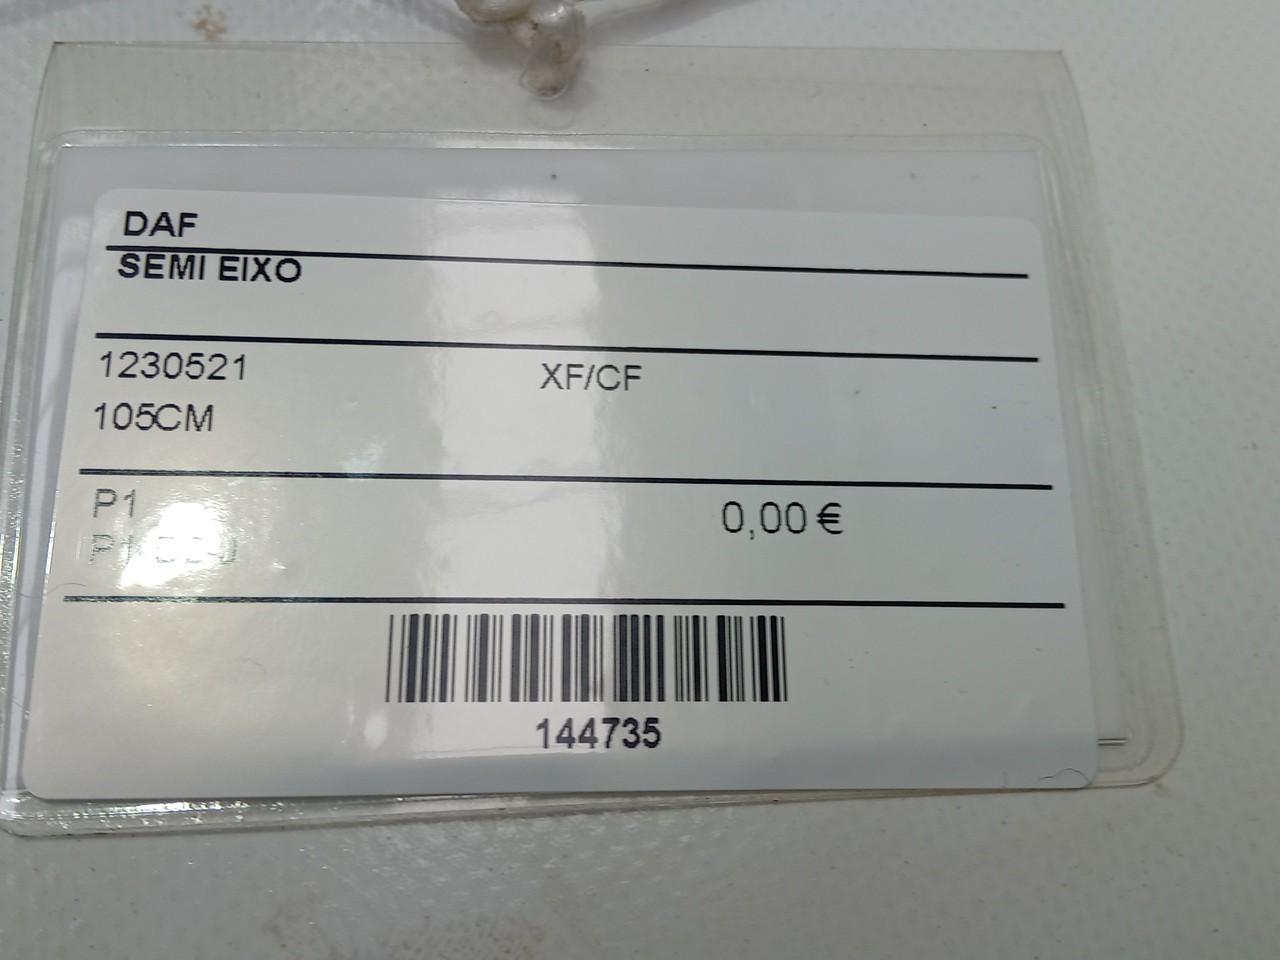 DAF
SEMI EIXO
1230521 XF/CF
105CM
P1 0,00 €
144735